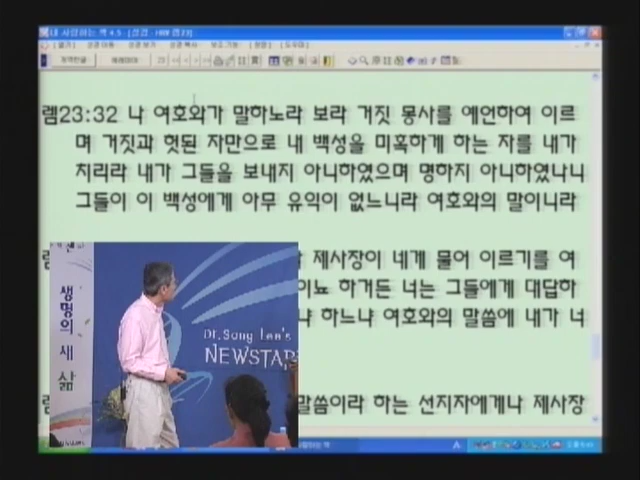 렘23:32 나 여호와가 말하노라 보라 거짓 몽사를 예언하여 이르
며 거짓과 헛된 자만으로 내 백성을 미혹하게 하는 자를 내가
치리라 내가 그들을 보내지 아니하였으며 명하지 아니하였나니
그들이 이 백성에게 아무 유익이 없느니라 여호와의 말이니라
제사장이 네게 물어 이르기를 여
이뇨 하거든 너는 그들에게 대답하
하느냐 여호와의 말씀에 내가 너
말씀이라 하는 선지자에게나 제사장
생명의 새 삶
Dr. Sang Lee's
NEWSTAR